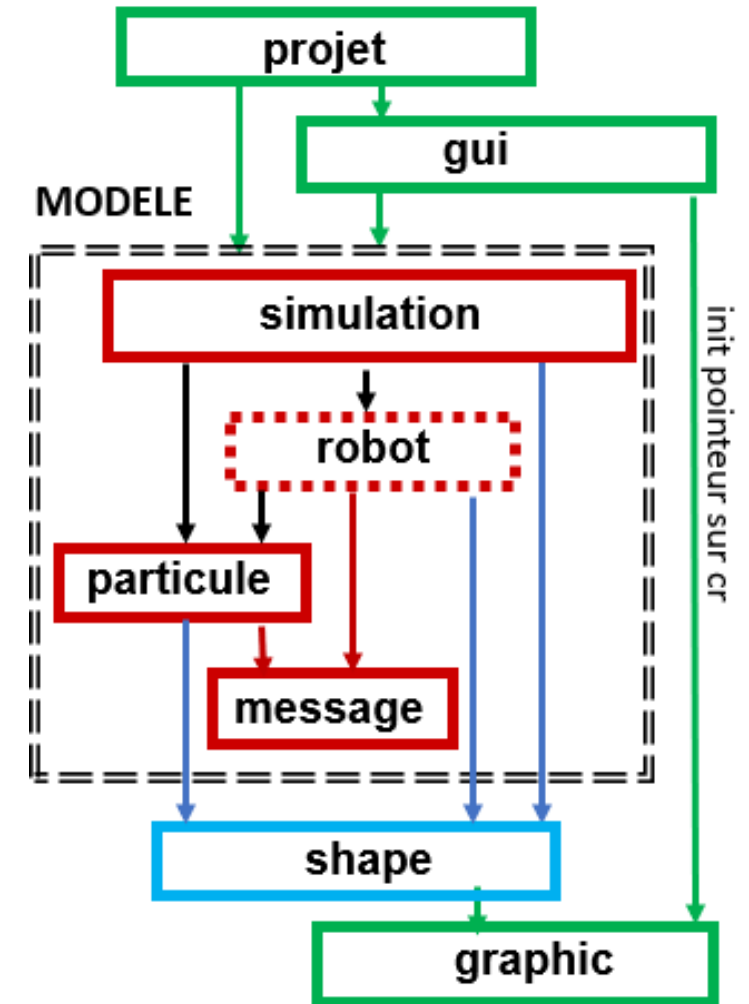 projet
gui
MODELE
simulation
init pointeur sur cr
robot
particule
message
shape
graphic